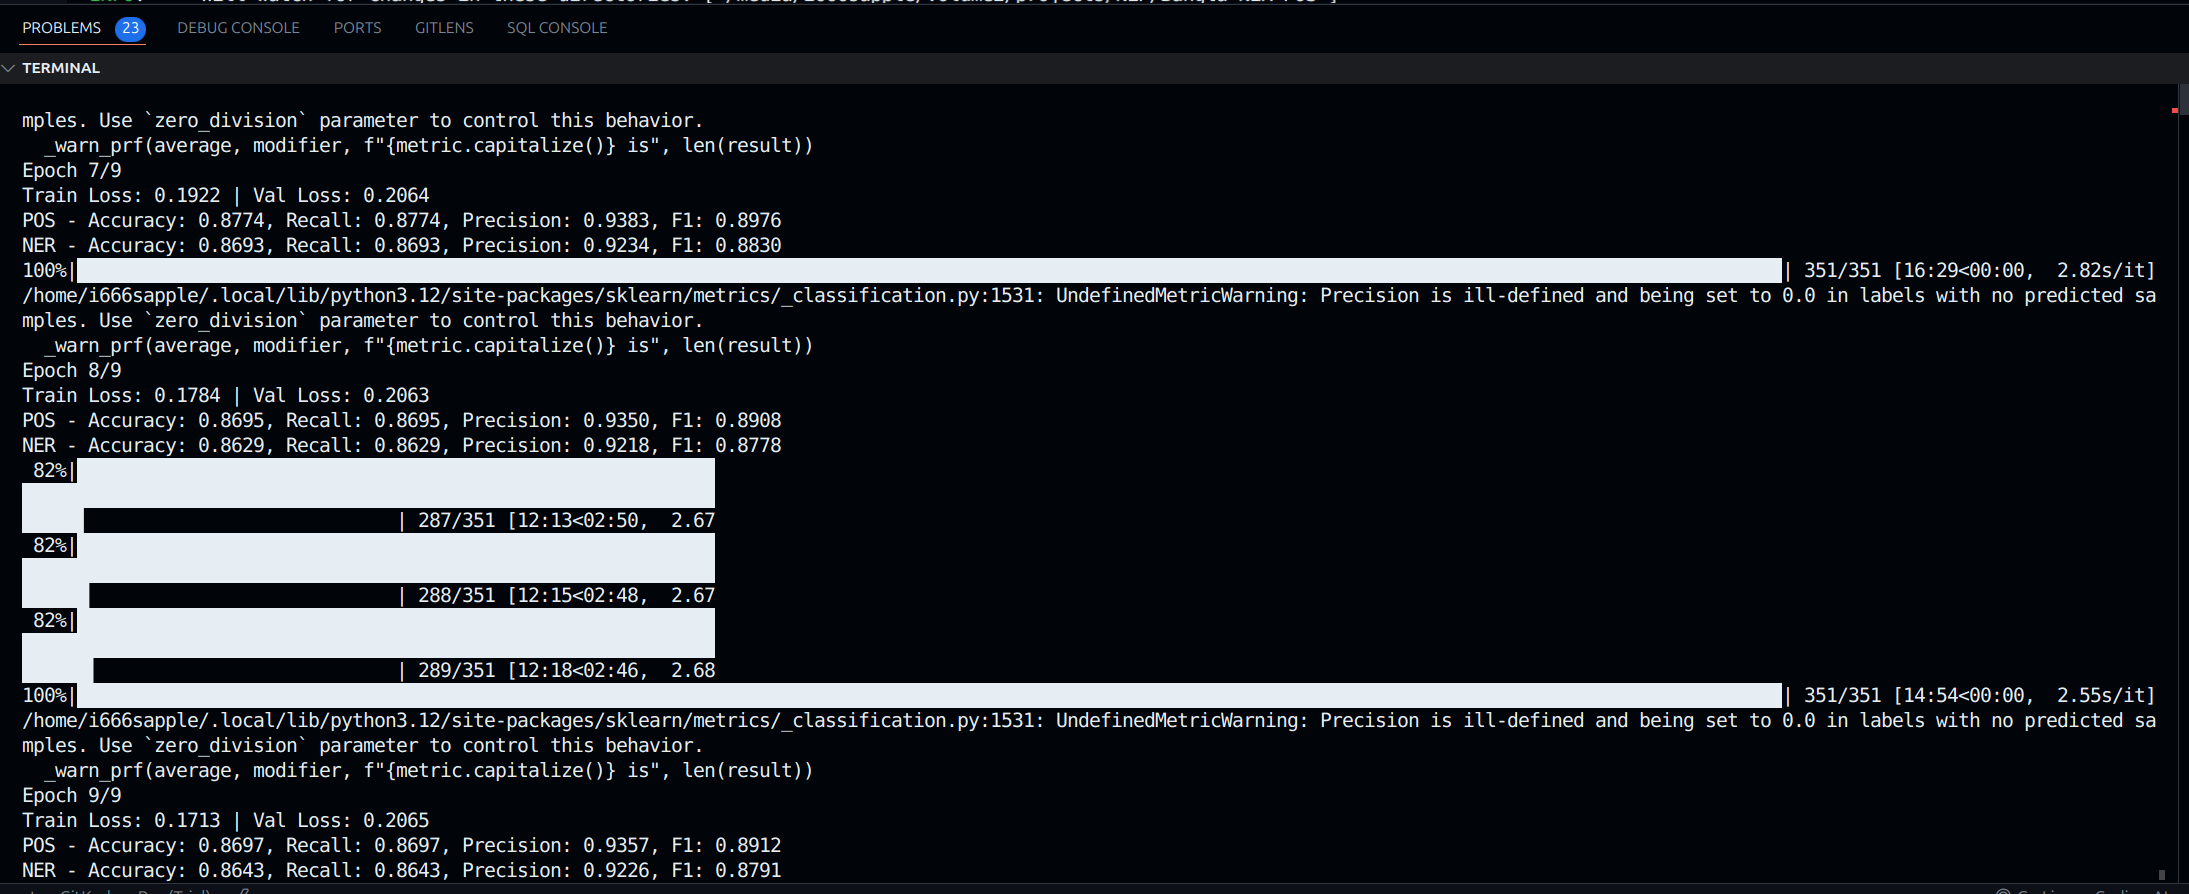 PROBLEMS 23 DEBUG CONSOLE PORTS GITLENS SQL CONSOLE
TERMINAL
mples. Use `zero_division` parameter to control this behavior.
_warn_prf(average, modifier, f"{metric.capitalize()} is", len(result))
Epoch 7/9
Train Loss: 0.1922 | Val Loss: 0.2064
POS - Accuracy: 0.8774, Recall: 0.8774, Precision: 0.9383, F1: 0.8976
NER - Accuracy: 0.8693, Recall: 0.8693, Precision: 0.9234, F1: 0.8830
100%| | 351/351 [16:29<00:00, 2.82s/it]
/home/i666sapple/.local/lib/python3.12/site-packages/sklearn/metrics/_classification.py:1531: UndefinedMetricWarning: Precision is ill-defined and being set to 0.0 in labels with no predicted sa
mples. Use `zero_division` parameter to control this behavior.
_warn_prf(average, modifier, f"{metric.capitalize()} is", len(result))
Epoch 8/9
Train Loss: 0.1784 | Val Loss: 0.2063
POS - Accuracy: 0.8695, Recall: 0.8695, Precision: 0.9350, F1: 0.8908
NER - Accuracy: 0.8629, Recall: 0.8629, Precision: 0.9218, F1: 0.8778
82%|
| 287/351 [12:13<02:50, 2.67
82%|
| 288/351 [12:15<02:48, 2.67
82%|
| 289/351 [12:18<02:46, 2.68
100%| | 351/351 [14:54<00:00, 2.55s/it]
/home/i666sapple/.local/lib/python3.12/site-packages/sklearn/metrics/_classification.py:1531: UndefinedMetricWarning: Precision is ill-defined and being set to 0.0 in labels with no predicted sa
mples. Use `zero_division` parameter to control this behavior.
_warn_prf(average, modifier, f"{metric.capitalize()} is", len(result))
Epoch 9/9
Train Loss: 0.1713 | Val Loss: 0.2065
POS - Accuracy: 0.8697, Recall: 0.8697, Precision: 0.9357, F1: 0.8912
NER - Accuracy: 0.8643, Recall: 0.8643, Precision: 0.9226, F1: 0.8791